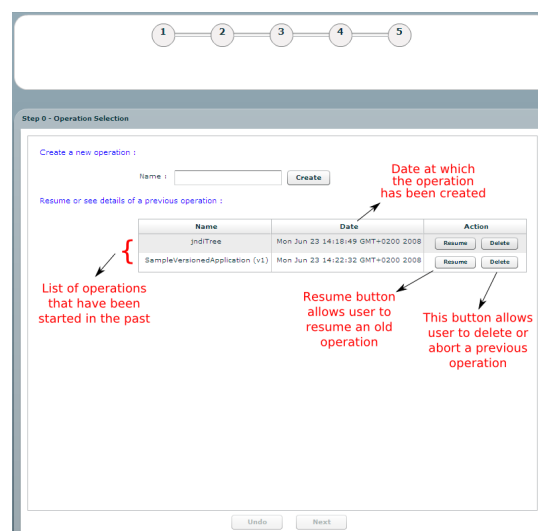 1 2 3 4 5
Step 0 - Operation Selection
Create a new operation :
Name : Create
Date at which
the operation
has been created
Resume or see details of a previous operation :
Name Date Action
jndiTree Mon Jun 23 14:18:49 GMT+0200 2008 Resume Delete
SampleVersionedApplication (v1) Mon Jun 23 14:22:32 GMT+0200 2008 Resume Delete
List of operations
that have been
started in the past
Resume button
allows user to
resume an old
operation
This button allows
user to delete or
abort a previous
operation
Undo Next